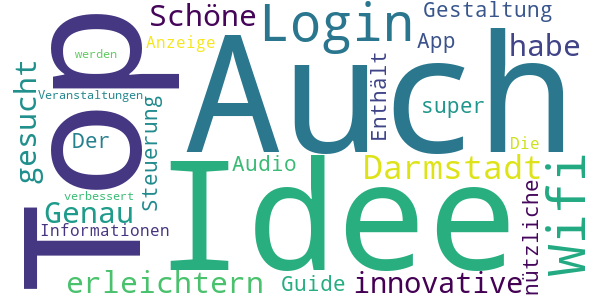 Schöne
Login
Gestaltung
Top
Anzeige
App
habe
werden
Auch
Enthält
gesucht
Veranstaltungen
Steuerung
super
Der
Die
Audio
Darmstadt
Idee
Wifi
verbessert
nützliche
Genau
Informationen
erleichtern
Guide
innovative